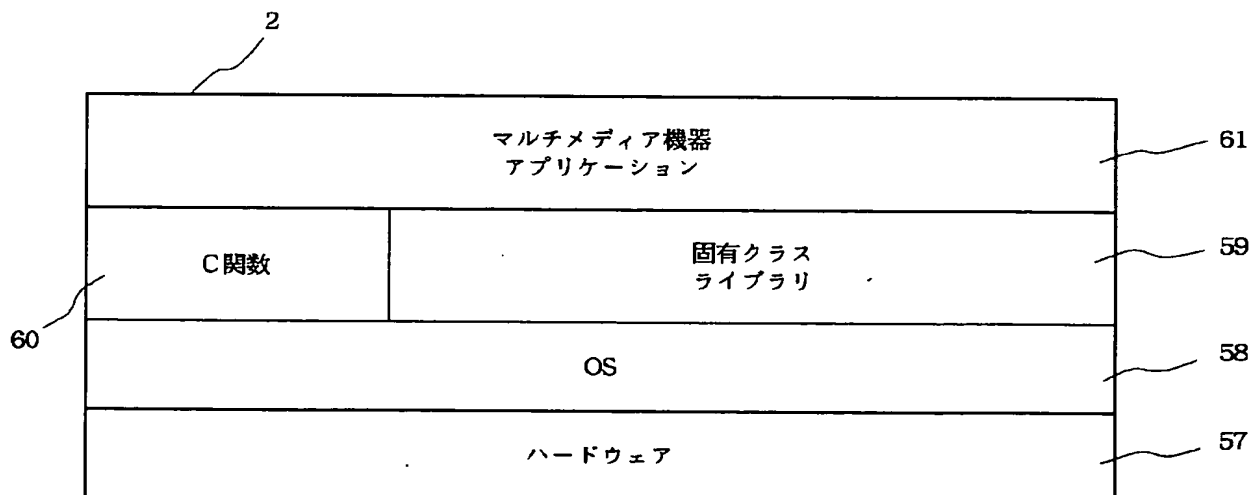 2
マルチメディア機器
アプリケーション
61
C関数
固有クラス
ライブラリ
59
60
OS
58
ハードウェア
57